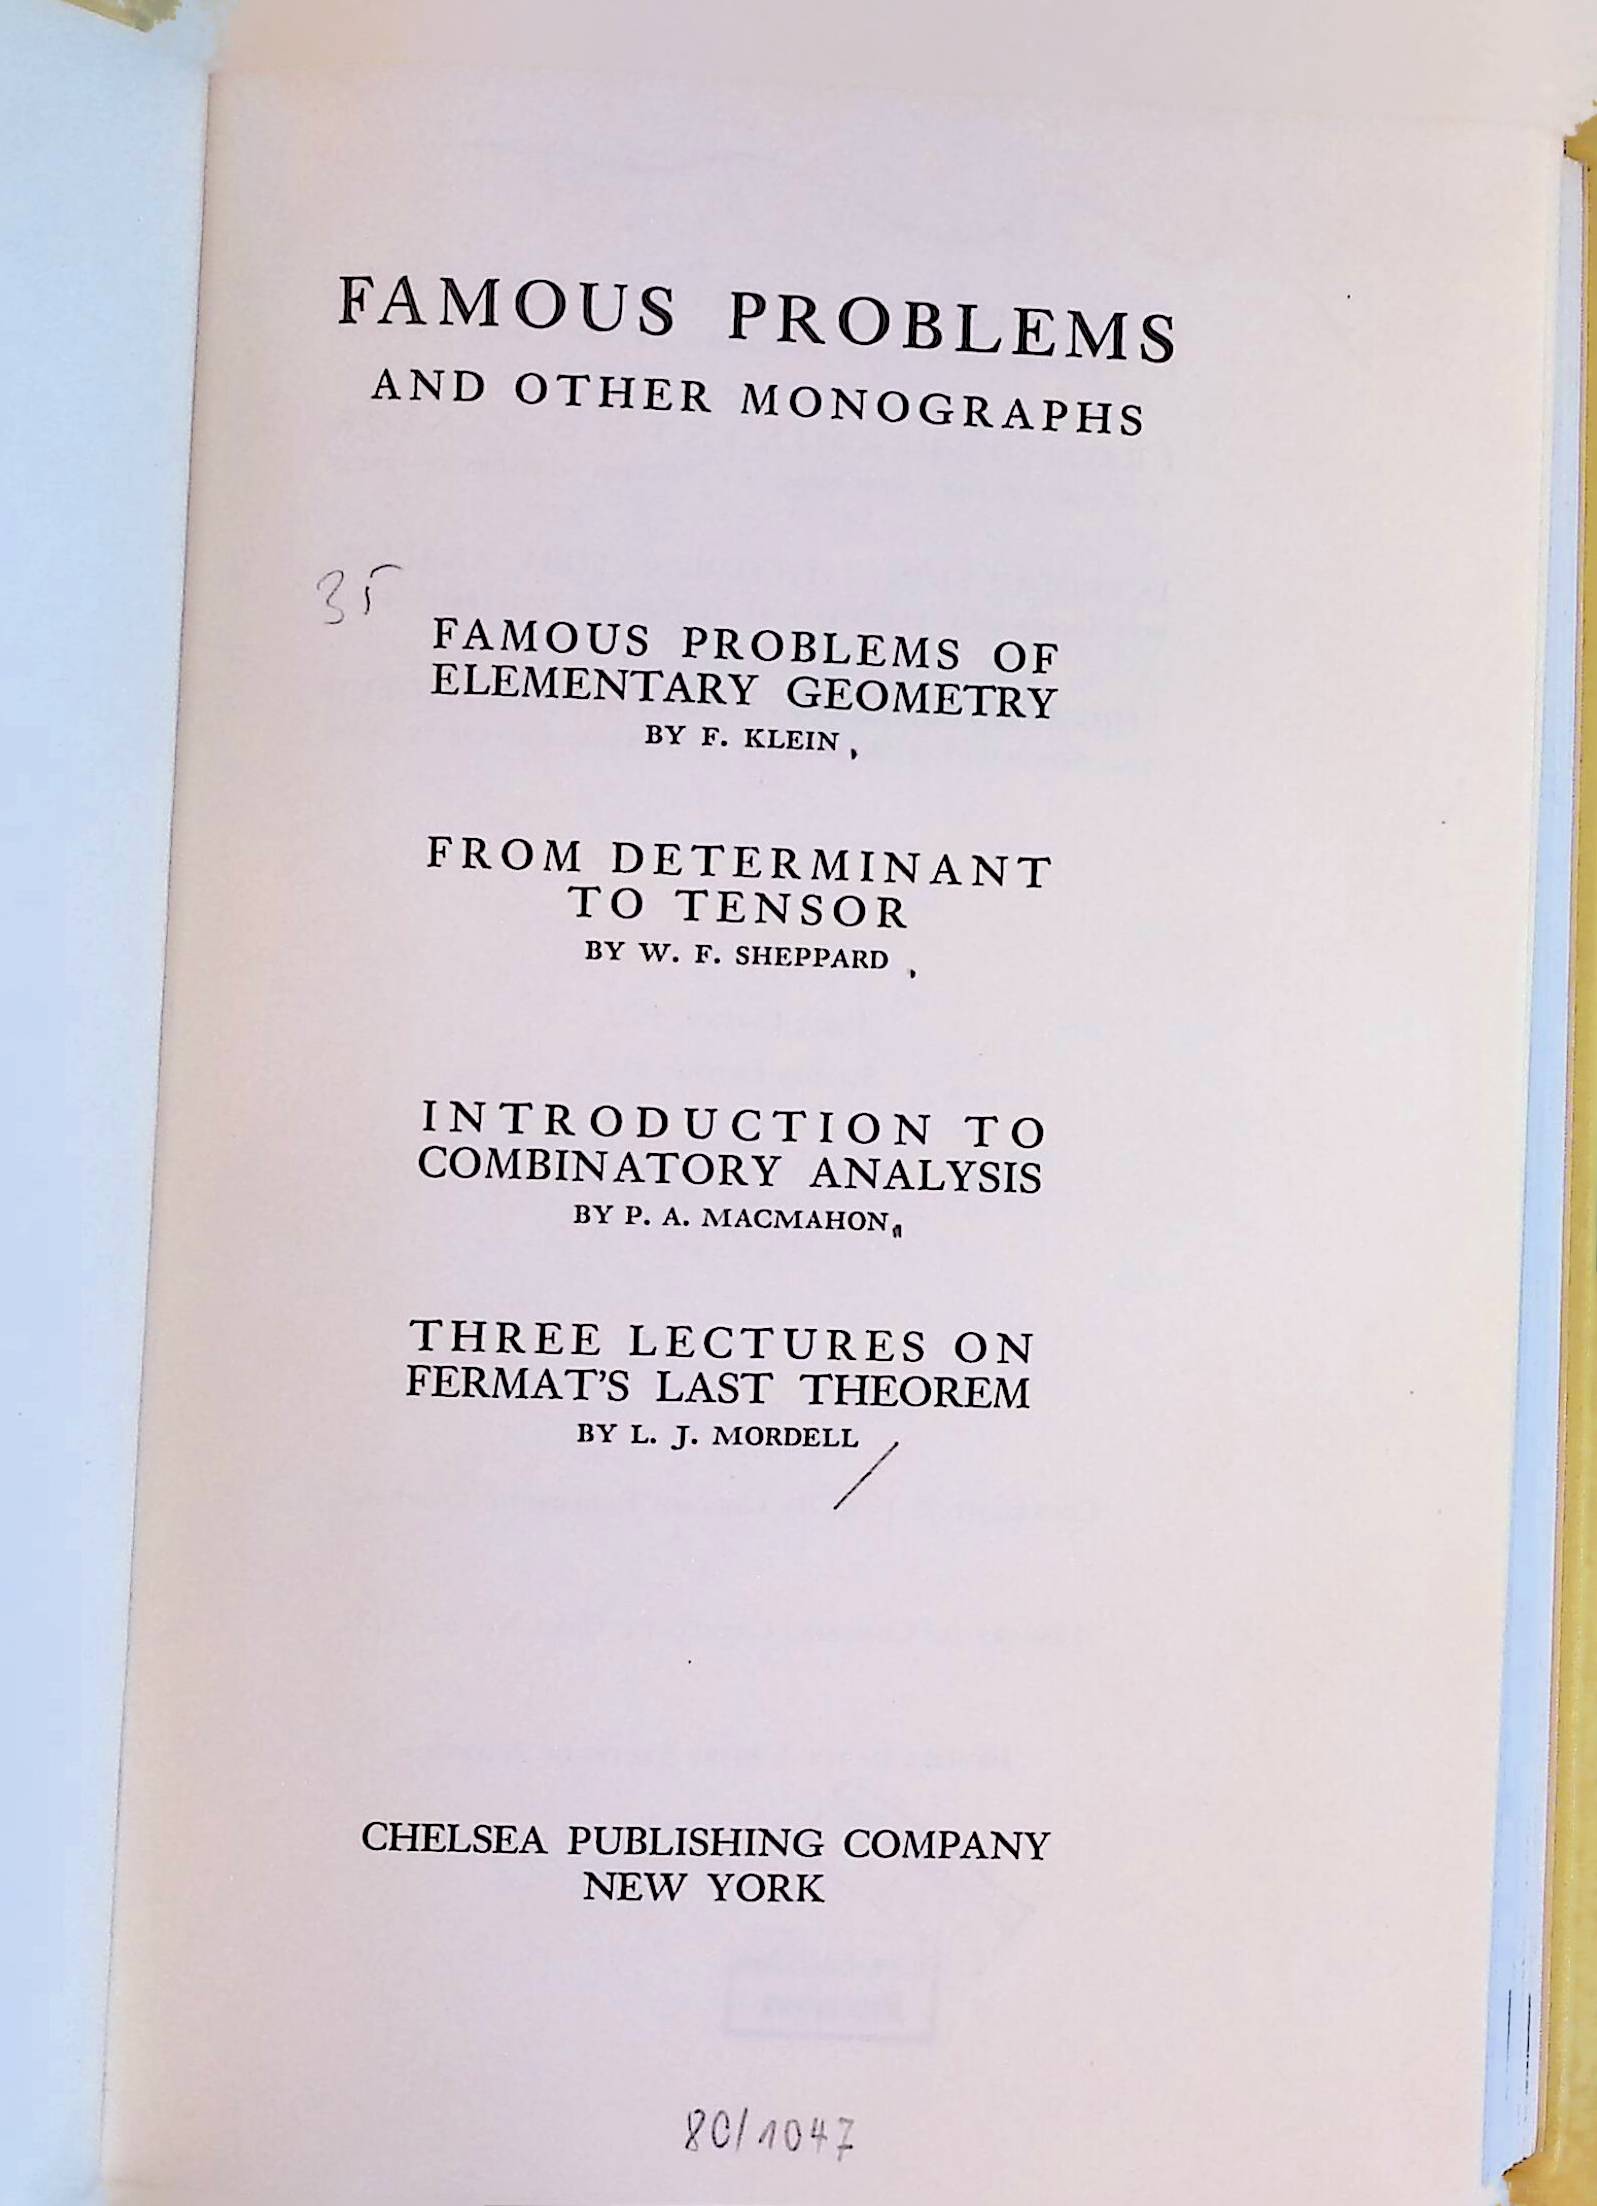 FAMOUS PROBLEMS
AND OTHER MONOGRAPHS
35
FAMOUS PROBLEMS OF
ELEMENTARY GEOMETRY
BY F. KLEIN,
FROM DETERMINANT
TO TENSOR
BY W. F. SHEPPARD ,
INTRODUCTION TO
COMBINATORY ANALYSIS
BY P. A. MACMAHON,
THREE LECTURES ON
FERMAT'S LAST THEOREM
BY L. J. MORDELL /
CHELSEA PUBLISHING COMPANY
NEW YORK
80/1047